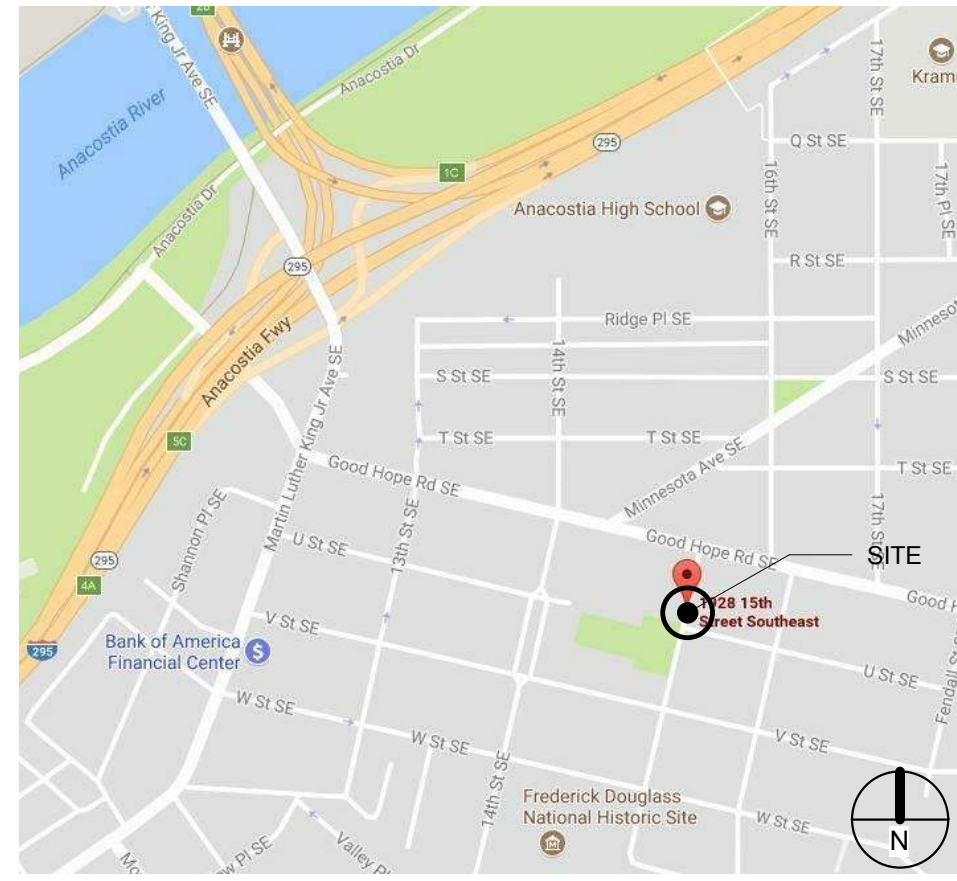 2B
King Jr Ave SE
Anacostia Dr
17th St SE
Anacostia River
295
Q St SE
1C
16th St SE
17th Pl SE
Anacostia High School
Anacostia Dr
R St SE
295
Ridge Pl SE
Anacostia Fwy
14th St SE
S St SE
S St SE
T St SE
T St SE
Minnesota Ave SE
5C
Martin Luther King Jr Ave SE
Good Hope Rd SE
T St SE
Shannon Pl SE
13th St SE
17th St SE
U St SE
Good Hope Rd SE
SITE
295
4A
1928 15th
Street Southeast
295
V St SE
Bank of America
Financial Center
$
U St SE
Fendall St SE
W St SE
W St SE
V St SE
14th St SE
Frederick Douglass
National Historic Site
W St SE
N